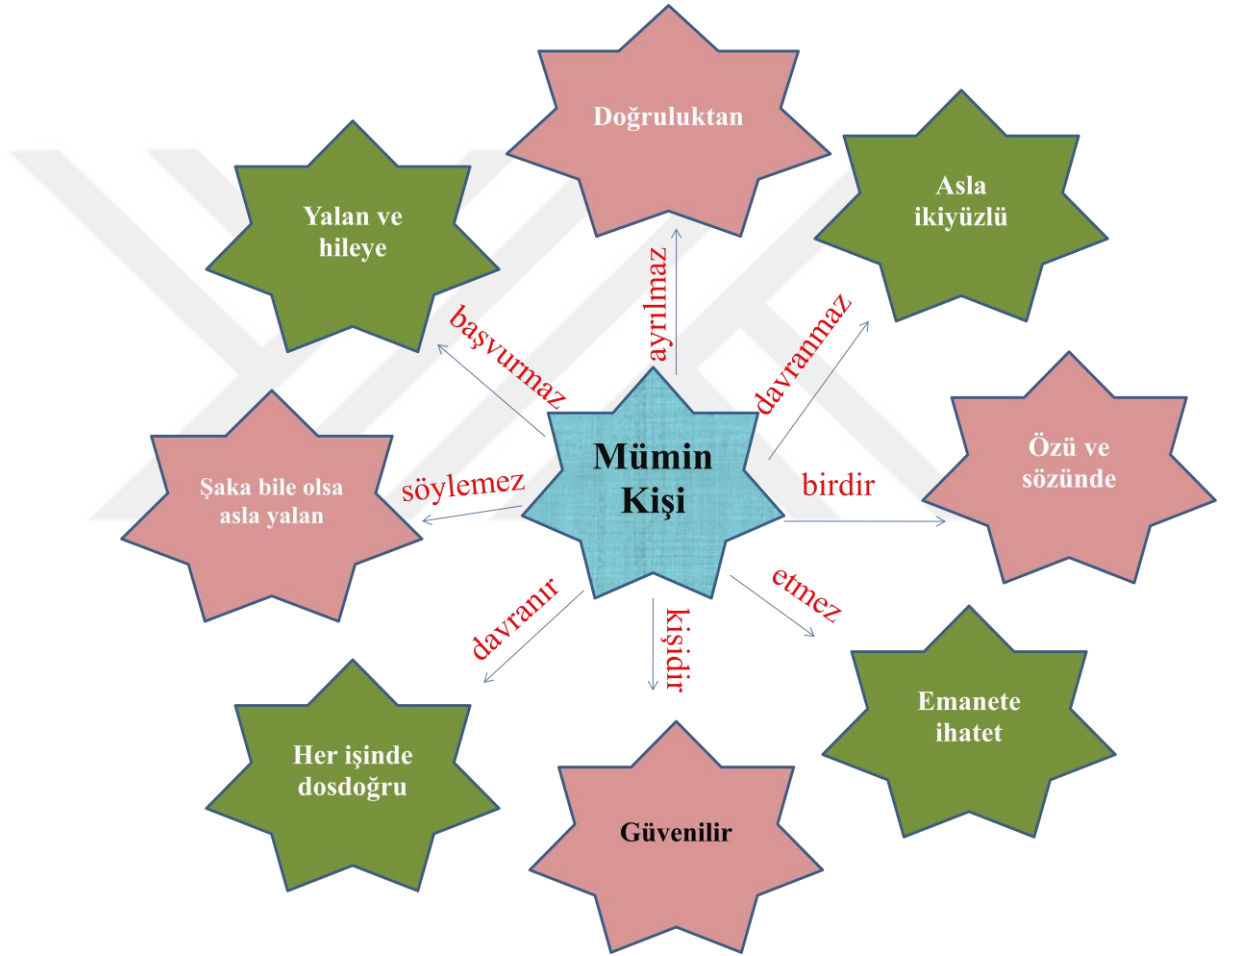 Doğruluktan
Asla
ikiyüzlü
Yalan ve
hileye
başvurmaz
ayrılmaz
davranmaz
Mümin
Kişi
Özü ve
sözünde
birdir
Şaka bile olsa
asla yalan
söylemez
davranır
kişidir
etmez
Emanete
ihatet
Her işinde
dosdoğru
Güvenilir